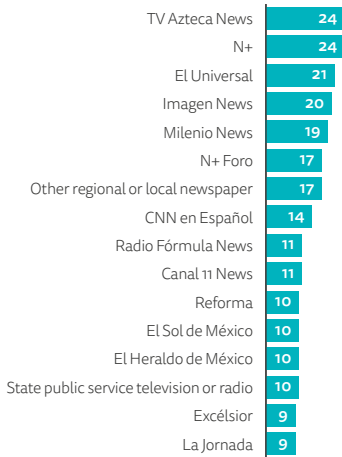 TV Azteca News 24
N+ 24
El Universal 21
Imagen News 20
Milenio News 19
N+ Foro 17
Other regional or local newspaper 17
CNN en Español 14
Radio Fórmula News 11
Canal 11 News 11
Reforma 10
El Sol de México 10
El Heraldo de México 10
State public service television or radio 10
Excélsior 9
La Jornada 9